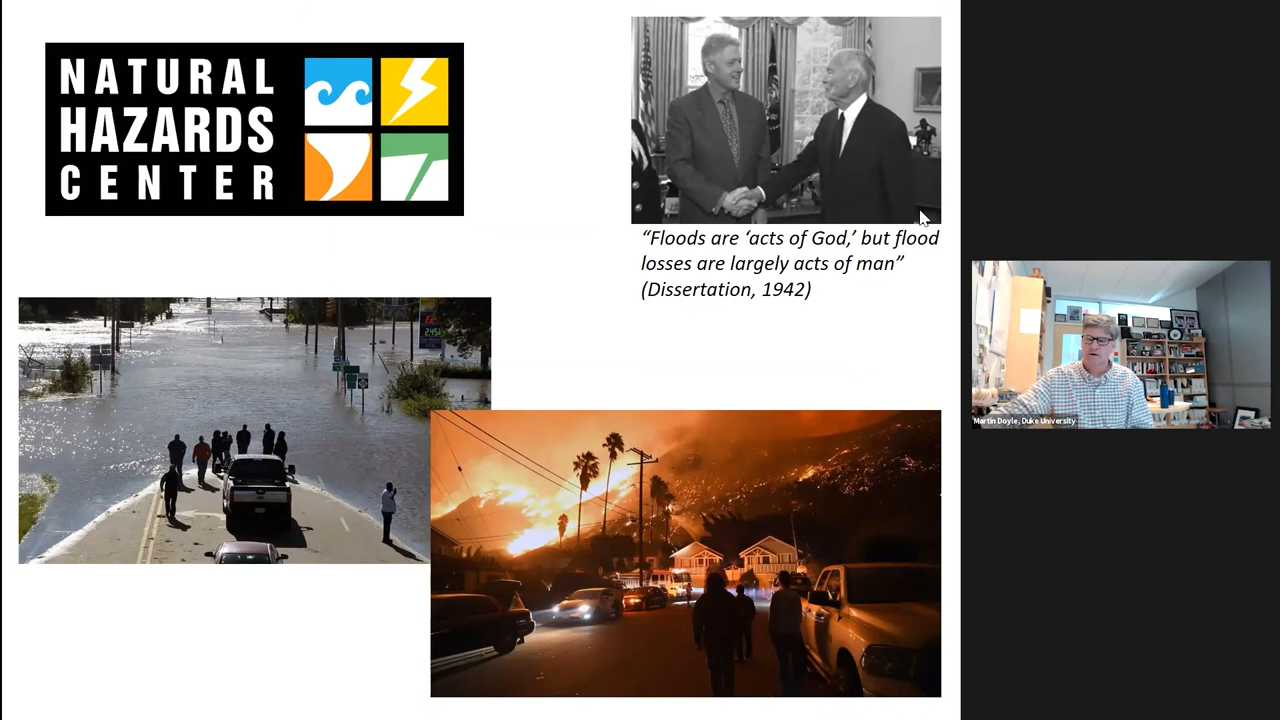 NATURAL
HAZARDS
CENTER
“Floods are ‘acts of God,’ but flood
losses are largely acts of man”
(Dissertation, 1942)
Martin Doyle, Duke University